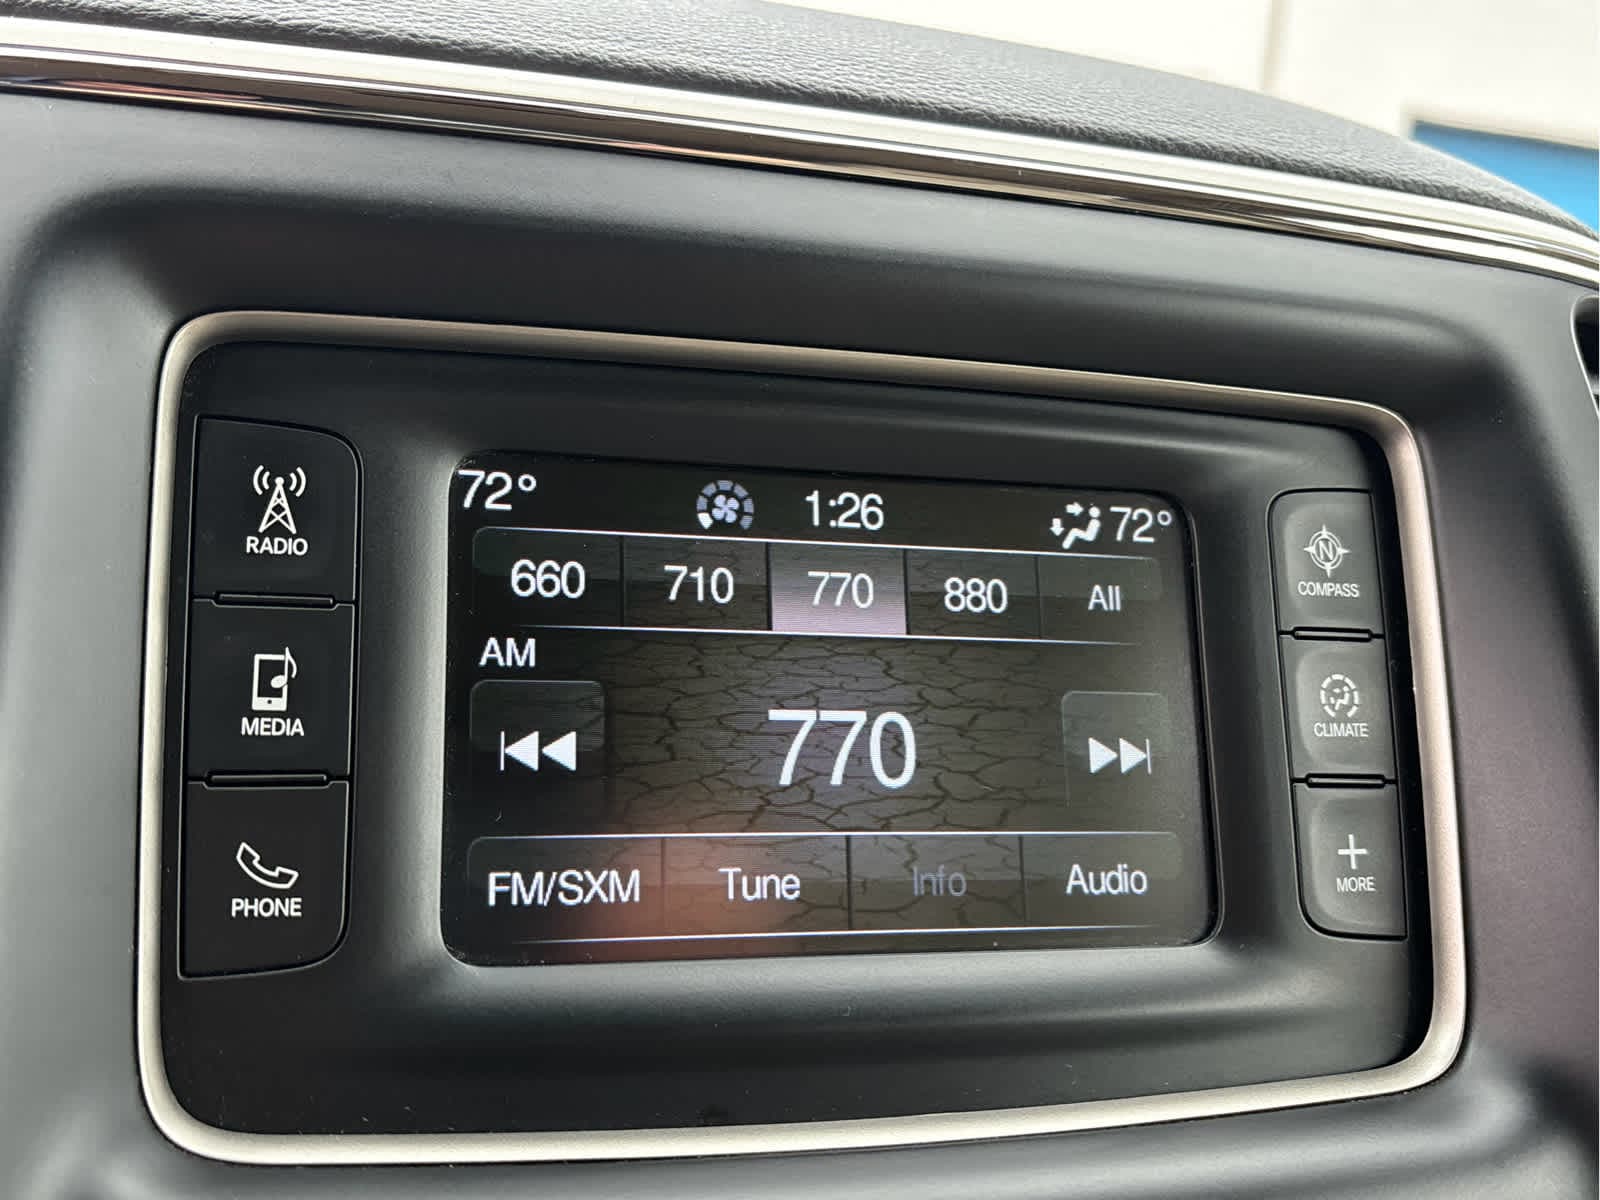 72° 1:26 72°
660 710 770 880 All
AM
770
FM/SXM Tune Info Audio
RADIO
MEDIA
PHONE
N
COMPASS
CLIMATE
MORE